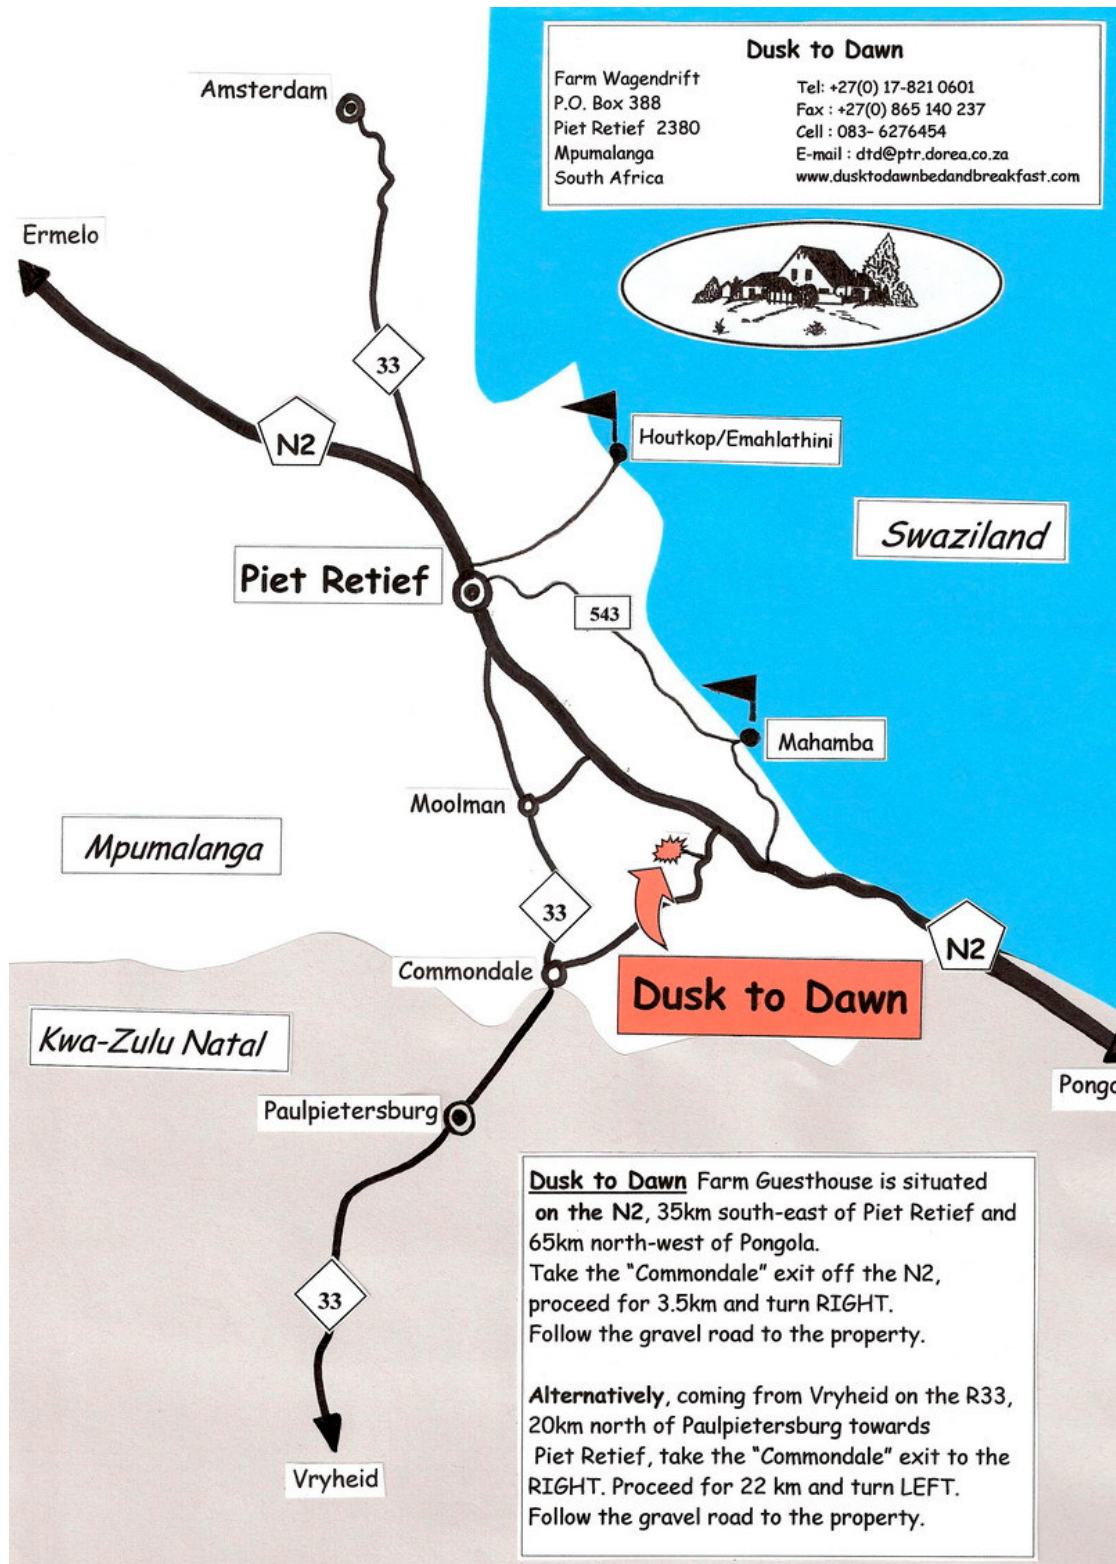 Dusk to Dawn
Farm Wagendrift
P.O. Box 388
Piet Retief 2380
Mpumalanga
South Africa
Tel: +27(0) 17-821 0601
Fax : +27(0) 865 140 237
Cell : 083- 6276454
E-mail : dtd@ptr.dorea.co.za
www.dusktodawnbedandbreakfast.com
Amsterdam
Ermelo
33
N2
Houtkop/Emahlathini
Swaziland
Piet Retief
543
Mahamba
Moolman
Mpumalanga
33
N2
Commondale
Dusk to Dawn
Kwa-Zulu Natal
Pongo
Paulpietersburg
33
Vryheid
Dusk to Dawn Farm Guesthouse is situated
on the N2, 35km south-east of Piet Retief and
65km north-west of Pongola.
Take the “Commondale” exit off the N2,
proceed for 3.5km and turn RIGHT.
Follow the gravel road to the property.
Alternatively, coming from Vryheid on the R33,
20km north of Paulpietersburg towards
Piet Retief, take the “Commondale” exit to the
RIGHT. Proceed for 22 km and turn LEFT.
Follow the gravel road to the property.